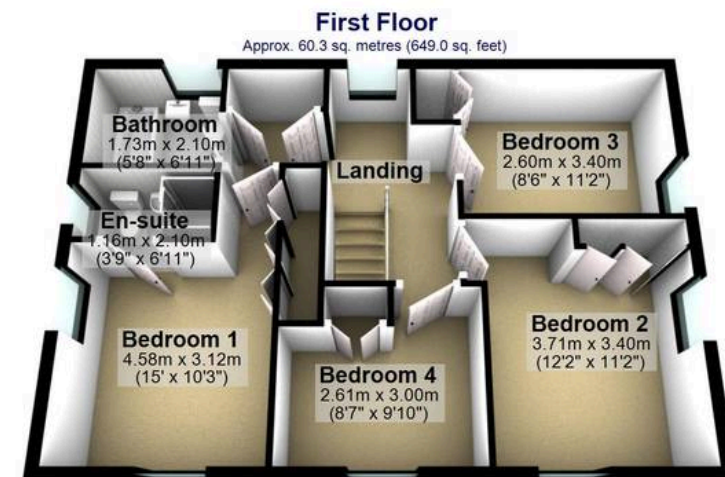 First Floor
Approx. 60.3 sq. metres (649.0 sq. feet)
Bathroom
1.73m x 2.10m
(5'8" x 6'11")
Landing
Bedroom 3
2.60m x 3.40m
(8'6" x 11'2")
En-suite
1.16m x 2.10m
(3'9" x 6'11")
Bedroom 1
4.58m x 3.12m
(15' x 10'3")
Bedroom 4
2.61m x 3.00m
(8'7" x 9'10")
Bedroom 2
3.71m x 3.40m
(12'2" x 11'2")